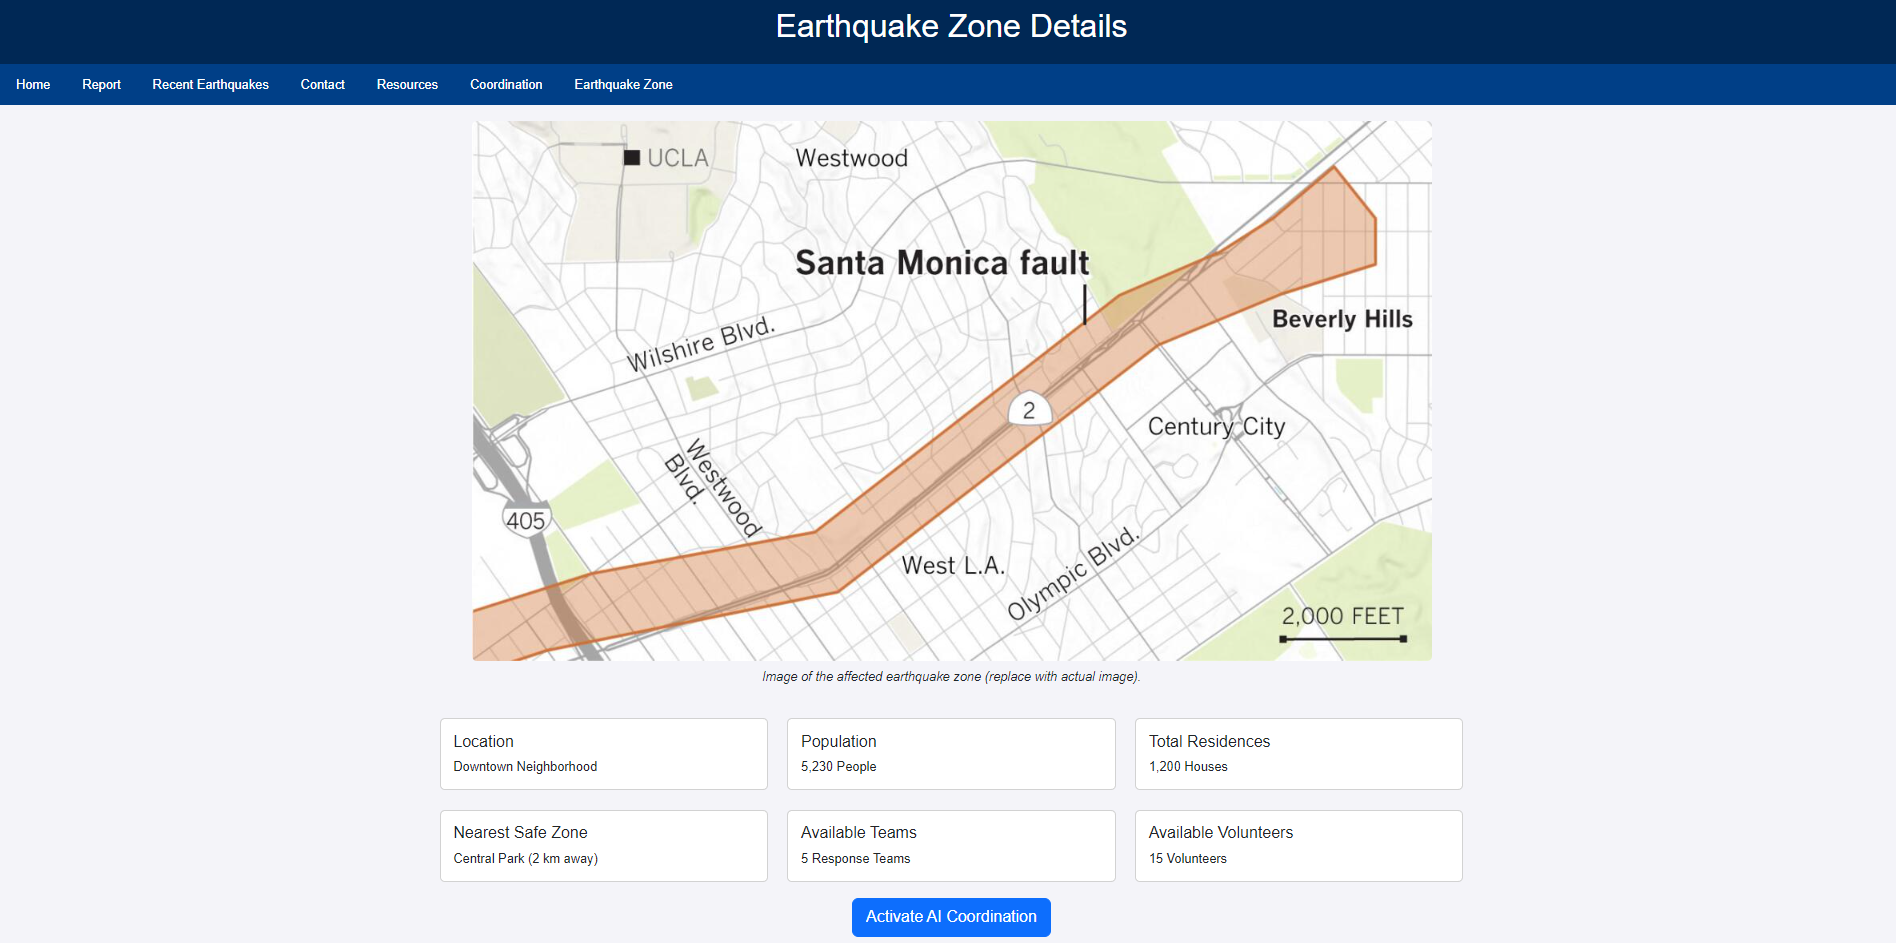 Earthquake Zone Details
Home Report Recent Earthquakes Contact Resources Coordination Earthquake Zone
UCLA
Westwood
Santa Monica fault
Wilshire Blvd.
Beverly Hills
2
Century City
Westwood
Blvd.
405
West L.A.
Olympic Blvd.
2,000 FEET
Image of the affected earthquake zone (replace with actual image).
Location
Downtown Neighborhood
Population
5,230 People
Total Residences
1,200 Houses
Nearest Safe Zone
Central Park (2 km away)
Available Teams
5 Response Teams
Available Volunteers
15 Volunteers
Activate AI Coordination